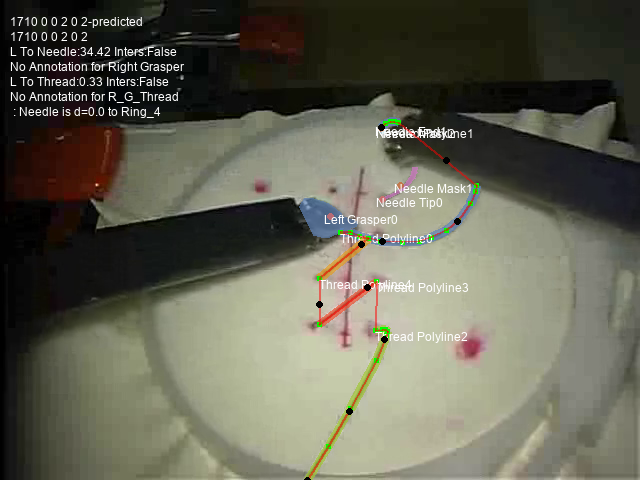 1710 0 0 2 0 2-predicted
1710 0 0 2 0 2
L To Needle:34.42 Inters:False
No Annotation for Right Grasper
L To Thread:0.33 Inters:False
No Annotation for R_G_Thread
: Needle is d=0.0 to Ring_4
Needle Mask1
Needle Tip0
Left Grasper0
Thread Polyline0
Thread Polyline4
Thread Polyline3
Thread Polyline2